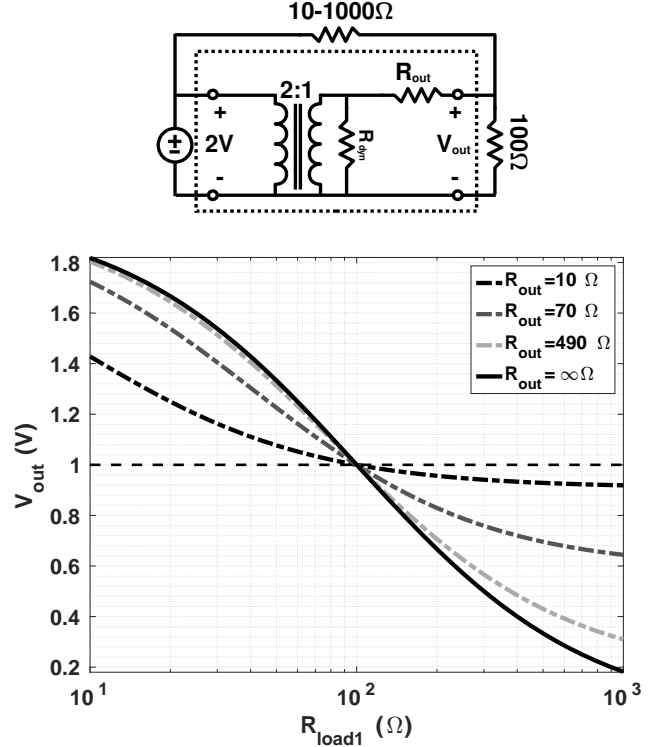 10-1000Ω
2:1
Rout
+
+
±
2V
Rdyn
Vout
100Ω
-
-
1.8
1.6
1.4
1.2
1
0.8
0.6
0.4
0.2
Vout (V)
Rout=10 Ω
Rout=70 Ω
Rout=490 Ω
Rout=∞Ω
10^1
10^2
10^3
Rload1 (Ω)